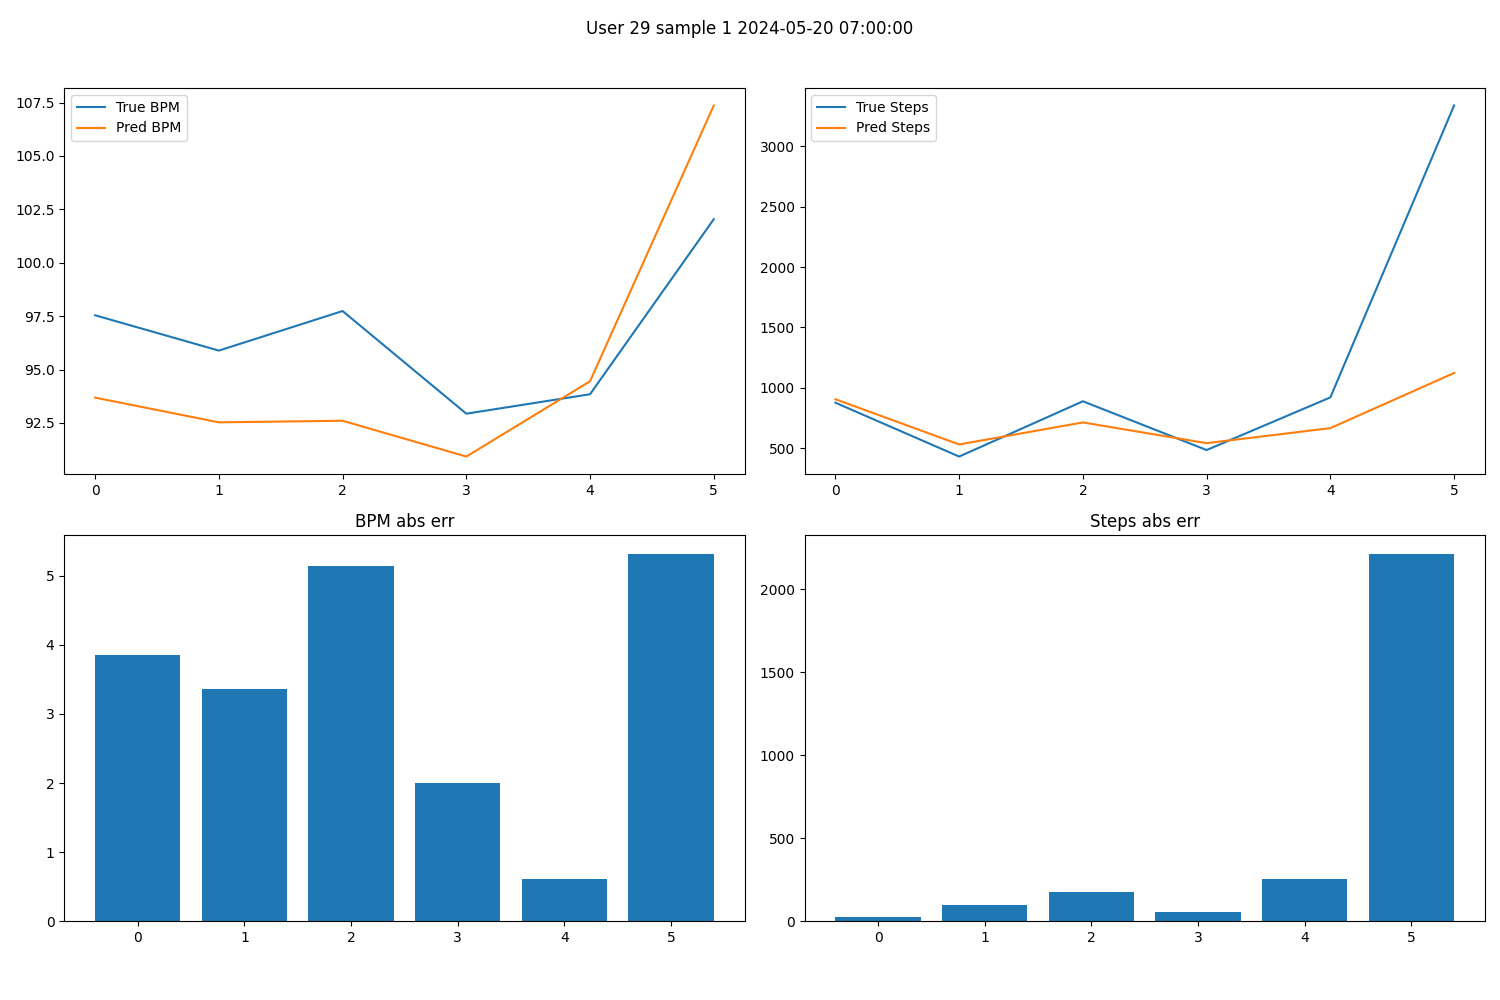 User 29 sample 1 2024-05-20 07:00:00
True BPM
Pred BPM
107.5
105.0
102.5
100.0
97.5
95.0
92.5
0 1 2 3 4 5
True Steps
Pred Steps
3000
2500
2000
1500
1000
500
0 1 2 3 4 5
BPM abs err
5
4
3
2
1
0
0 1 2 3 4 5
Steps abs err
2000
1500
1000
500
0
0 1 2 3 4 5